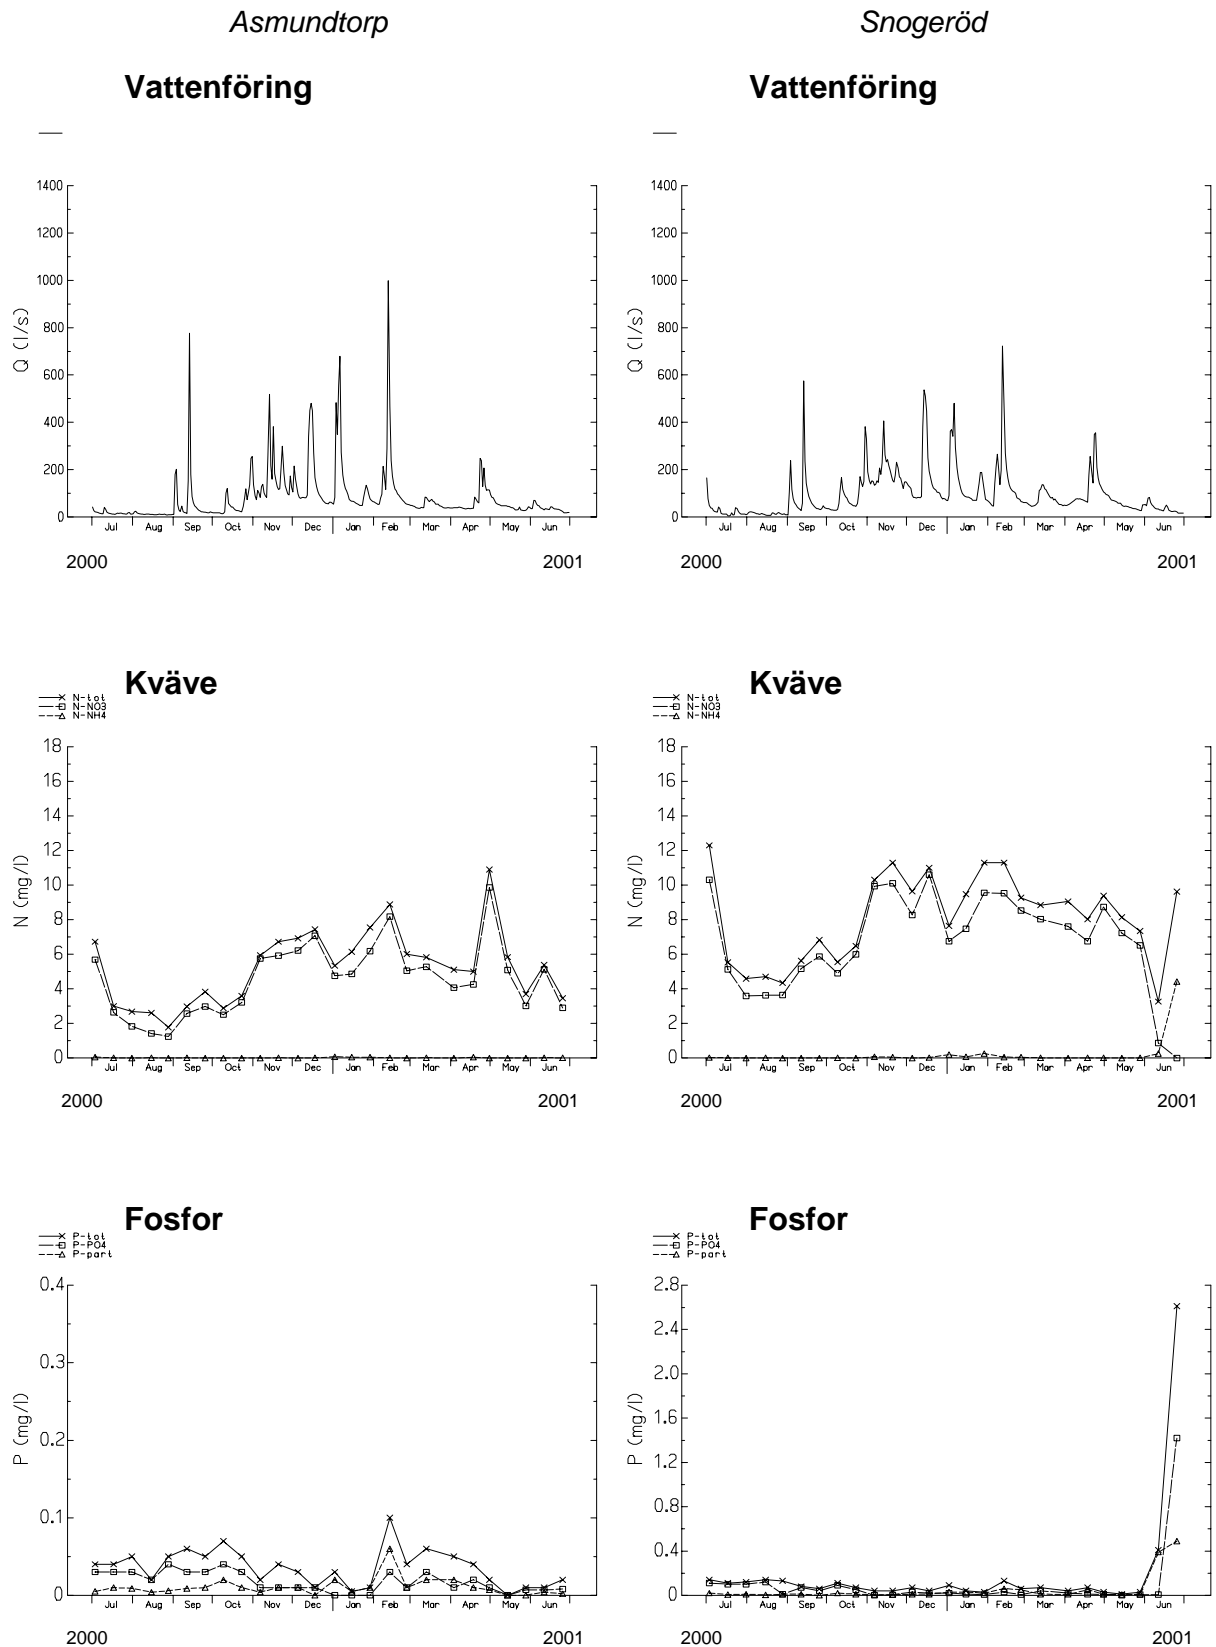 Asmundtorp
Snogeröd
Vattenföring
Vattenföring
1400
1200
1000
800
600
400
200
0
Q (l/s)
Jul Aug Sep Oct Nov Dec Jan Feb Mar Apr May Jun
2000 2001
1400
1200
1000
800
600
400
200
0
Q (l/s)
Jul Aug Sep Oct Nov Dec Jan Feb Mar Apr May Jun
2000 2001
Kväve
N-tot
N-NO3
N-NH4
18
16
14
12
10
8
6
4
2
0
N (mg/l)
Jul Aug Sep Oct Nov Dec Jan Feb Mar Apr May Jun
2000 2001
Kväve
N-tot
N-NO3
N-NH4
18
16
14
12
10
8
6
4
2
0
N (mg/l)
Jul Aug Sep Oct Nov Dec Jan Feb Mar Apr May Jun
2000 2001
Fosfor
P-tot
P-PO4
P-part
0.4
0.3
0.2
0.1
0
P (mg/l)
Jul Aug Sep Oct Nov Dec Jan Feb Mar Apr May Jun
2000 2001
Fosfor
P-tot
P-PO4
P-part
2.8
2.4
2.0
1.6
1.2
0.8
0.4
0
P (mg/l)
Jul Aug Sep Oct Nov Dec Jan Feb Mar Apr May Jun
2000 2001